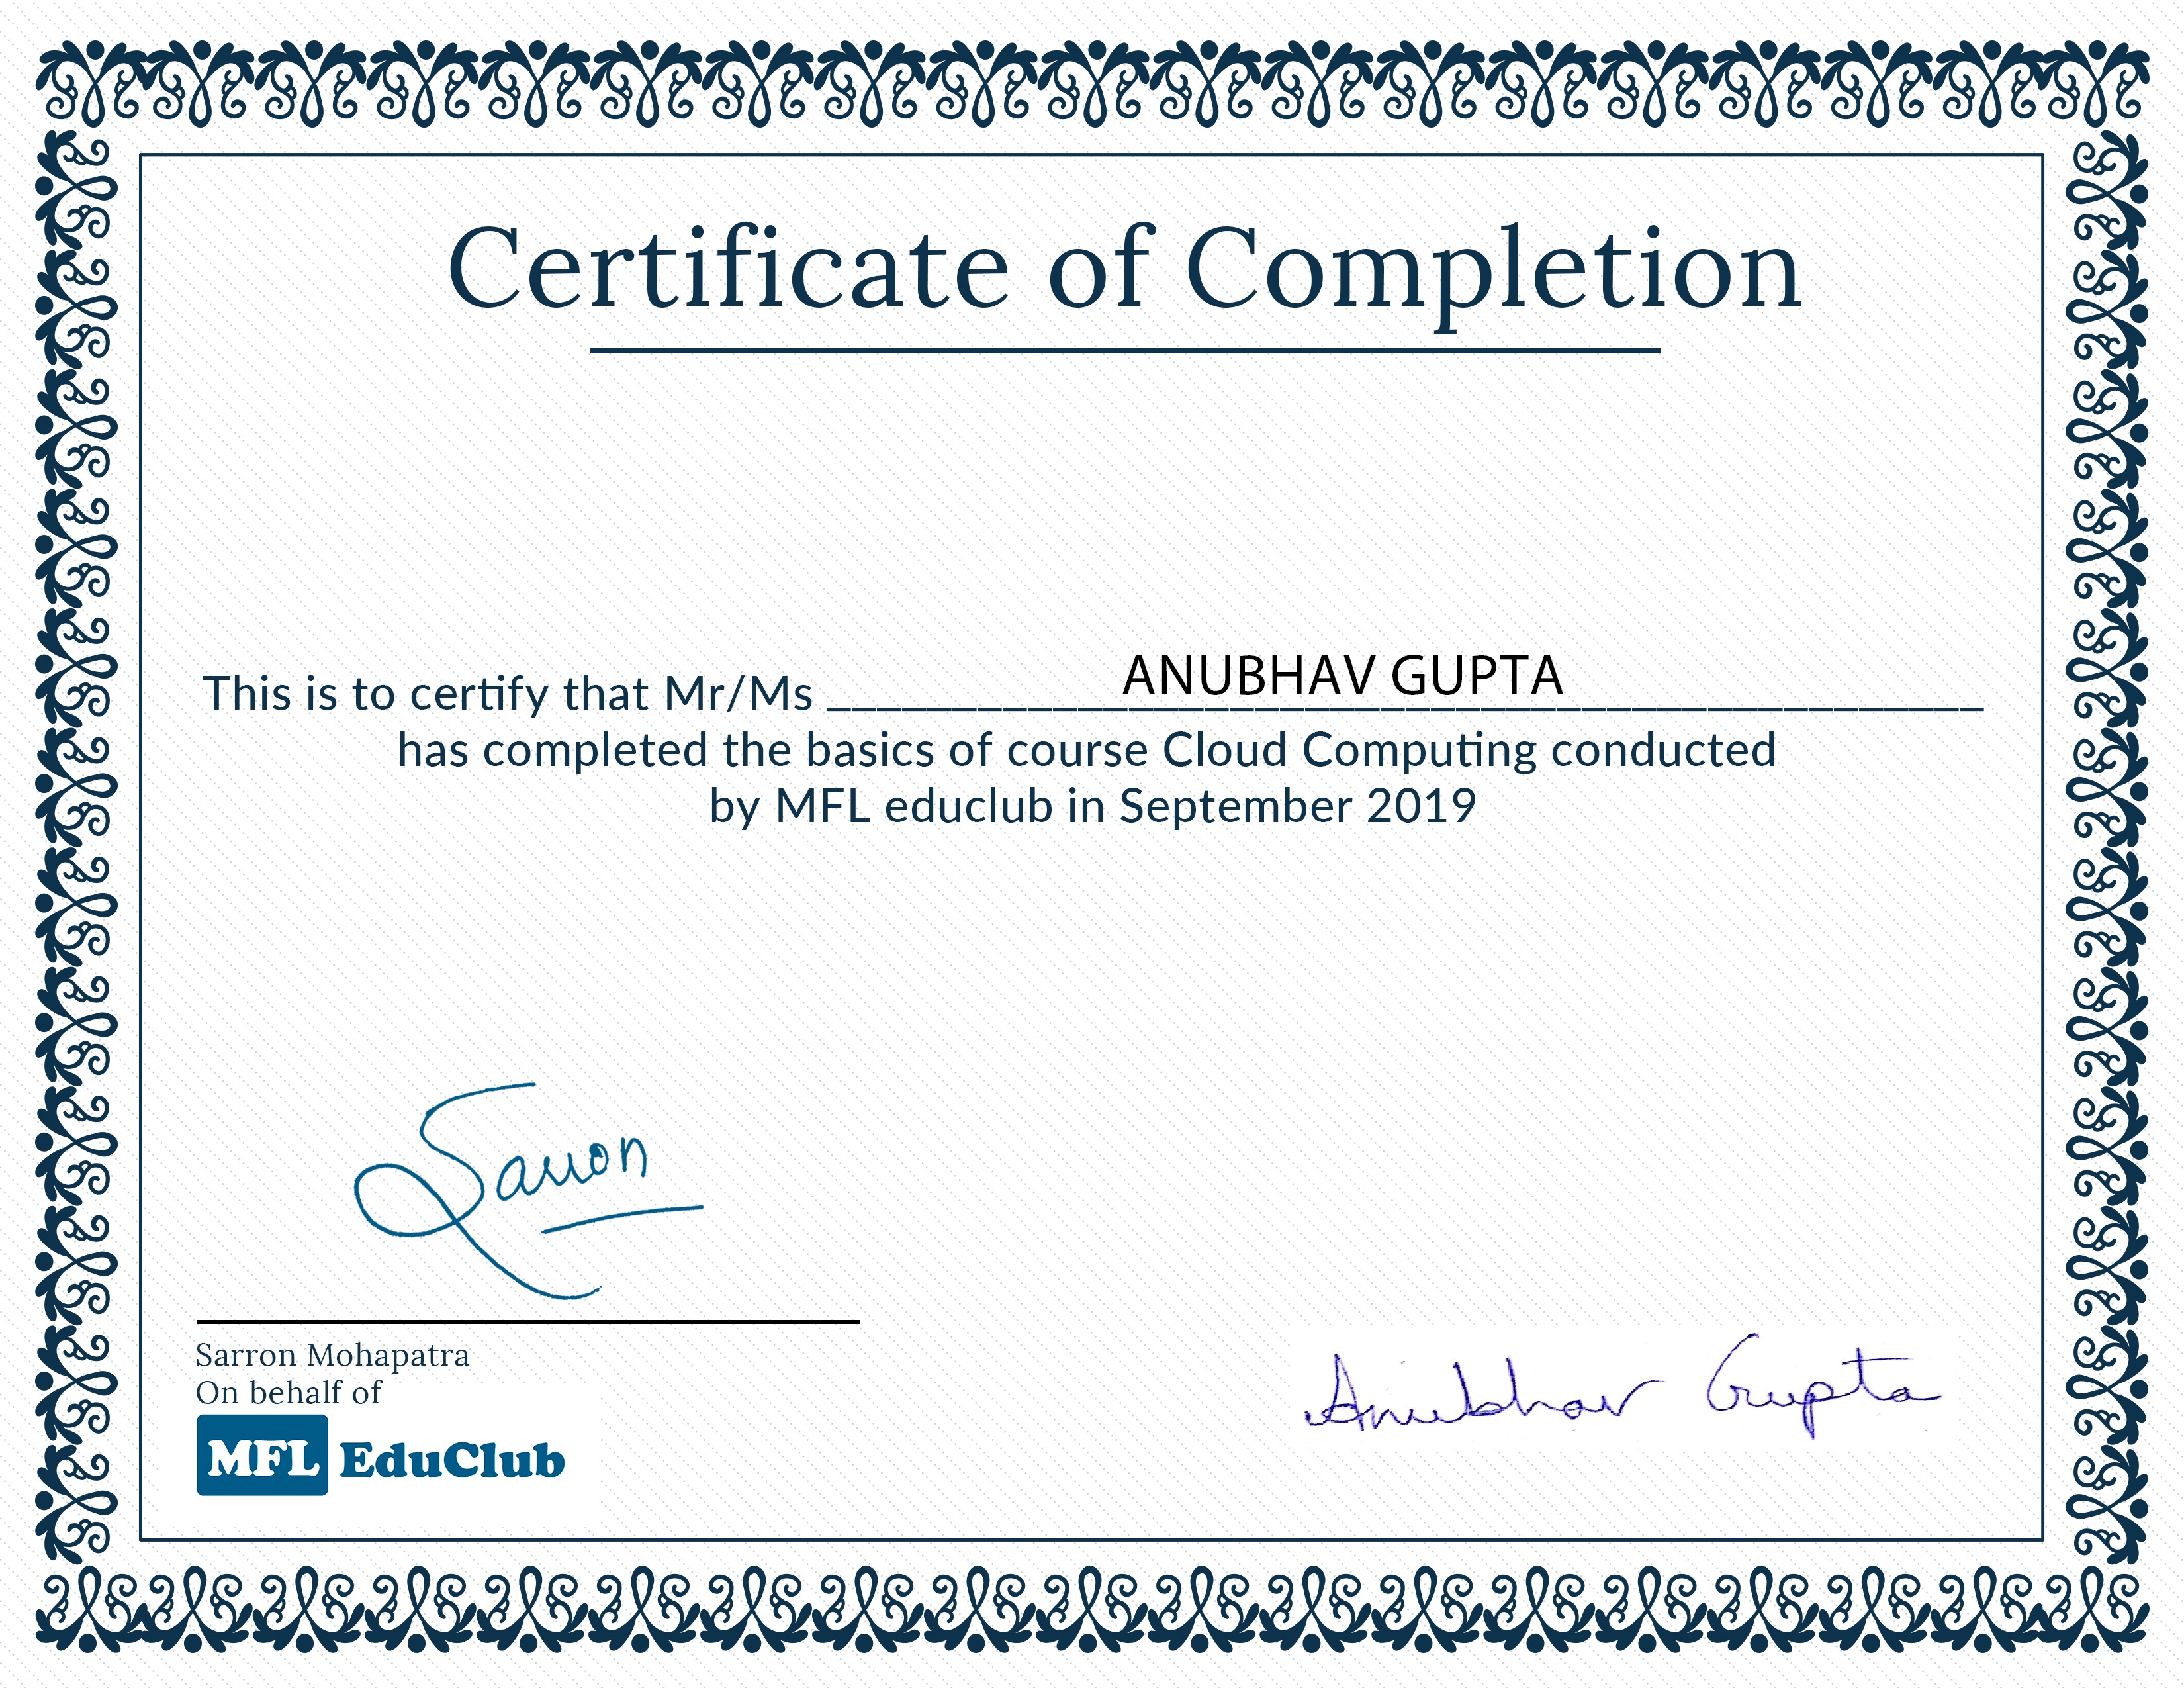 Certificate of Completion
This is to certify that Mr/Ms ANUBHAV GUPTA
has completed the basics of course Cloud Computing conducted
by MFL educlub in September 2019
Sarron
Sarron Mohapatra
On behalf of
MFL EduClub
Anubhav Gupta